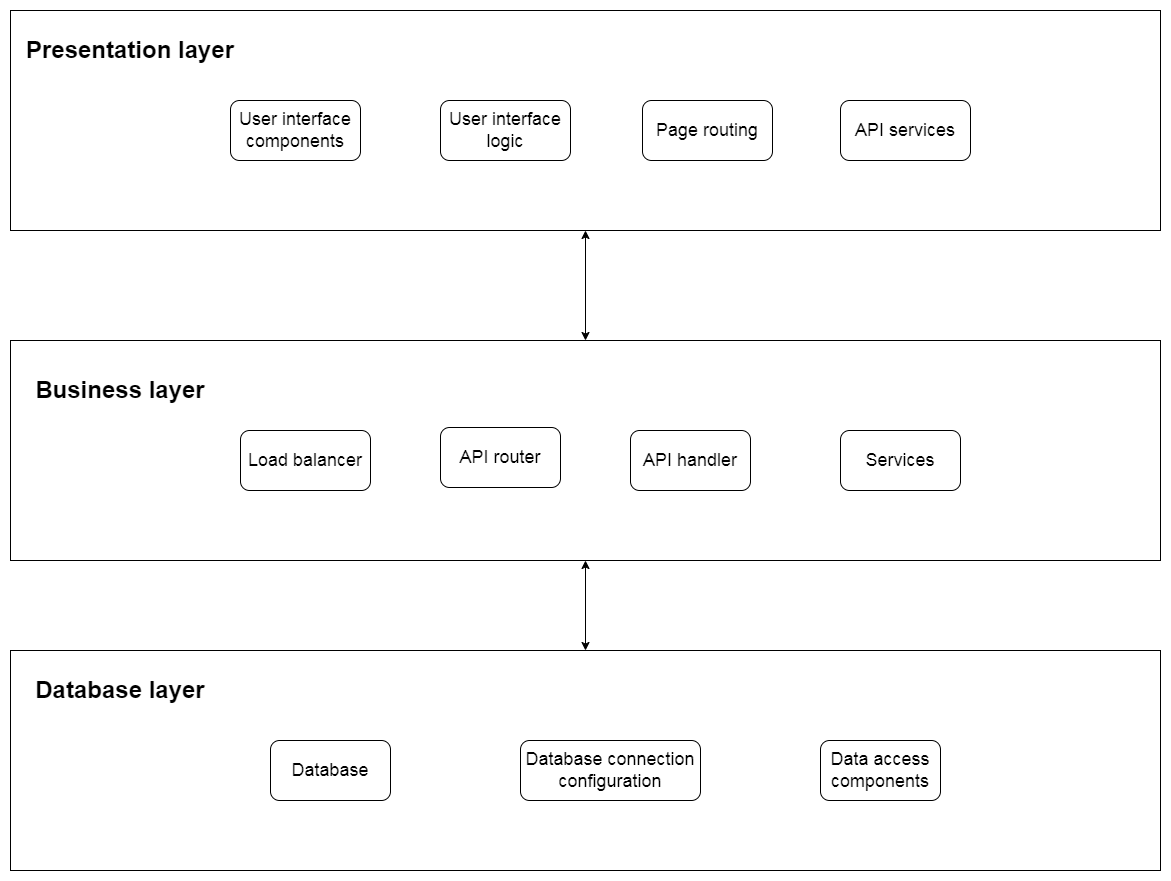 Presentation layer
User interface
components
User interface
logic
Page routing
API services
Business layer
Load balancer
API router
API handler
Services
Database layer
Database
Database connection
configuration
Data access
components